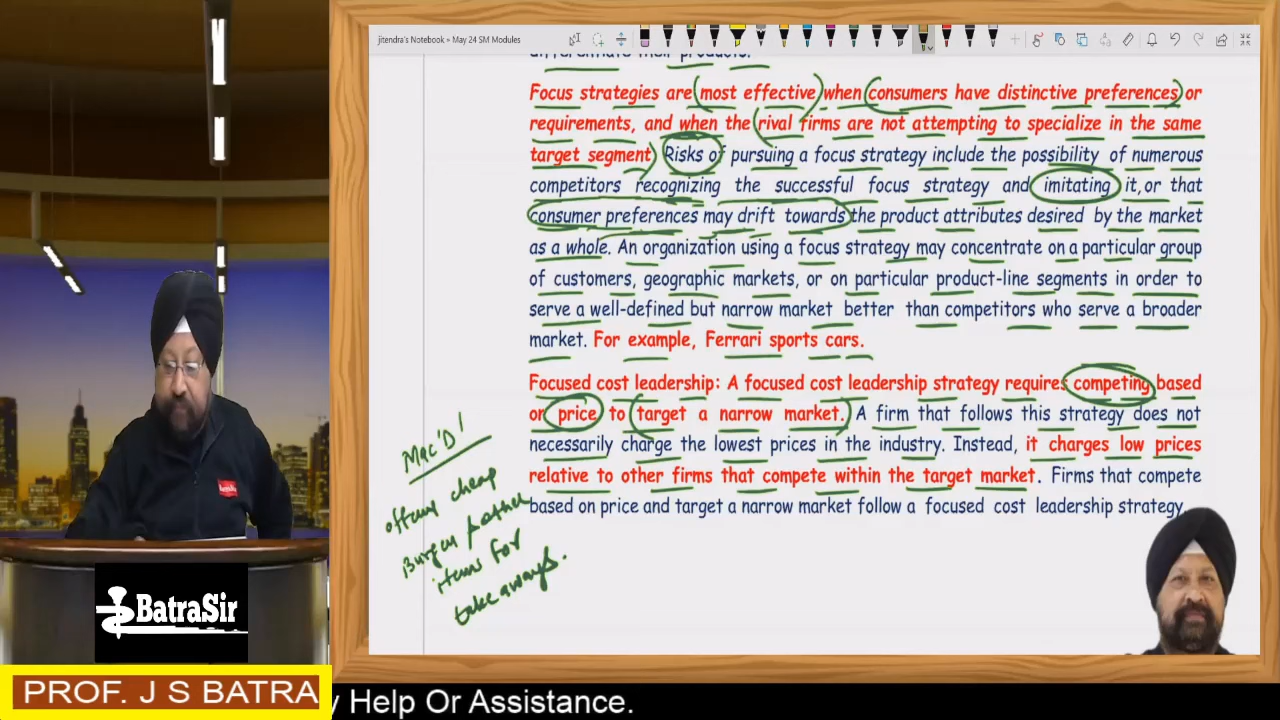 jitendra's Notebook » May 24 SM Modules
differentiate their products.
Focus strategies are most effective when consumers have distinctive preferences or
requirements, and when the rival firms are not attempting to specialize in the same
target segment Risks of pursuing a focus strategy include the possibility of numerous
competitors recognizing the successful focus strategy and imitating it, or that
consumer preferences may drift towards the product attributes desired by the market
as a whole. An organization using a focus strategy may concentrate on a particular group
of customers, geographic markets, or on particular product-line segments in order to
serve a well-defined but narrow market better than competitors who serve a broader
market. For example, Ferrari sports cars.
Focused cost leadership: A focused cost leadership strategy requires competing based
on price to target a narrow market. A firm that follows this strategy does not
necessarily charge the lowest prices in the industry. Instead, it charges low prices
relative to other firms that compete within the target market. Firms that compete
based on price and target a narrow market follow a focused cost leadership strategy.
Mac'D'
cheap
items for
take aways.
BatraSir
PROF. J S BATRA
Help Or Assistance.